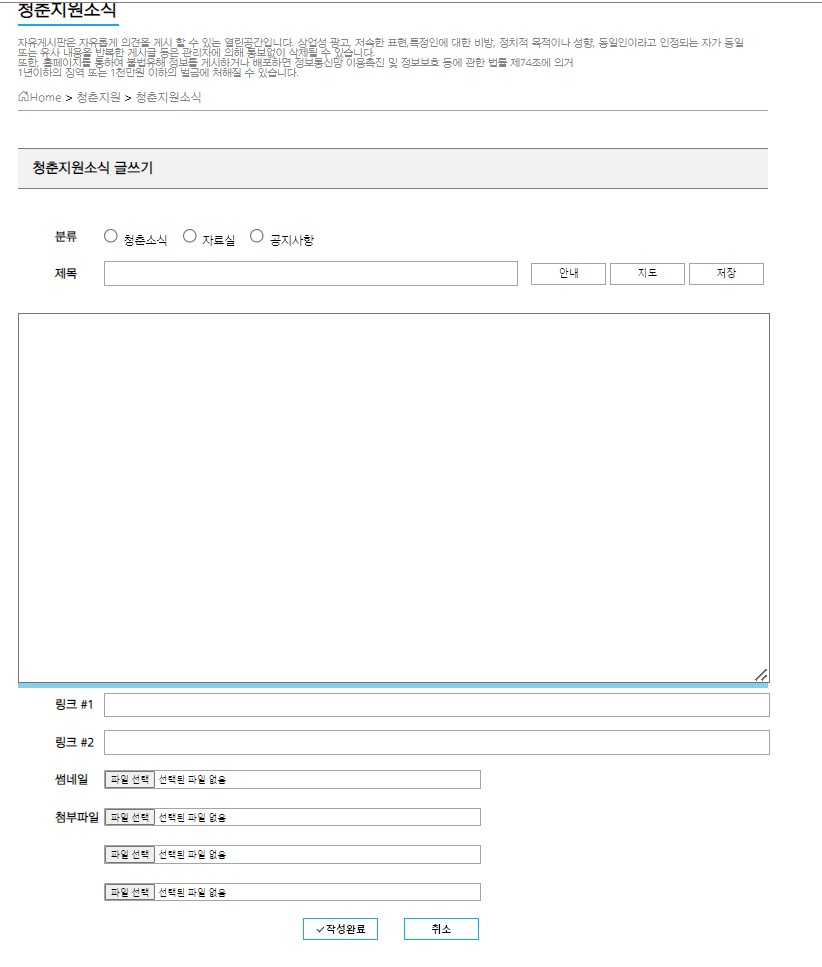 청춘지원소식
자유게시판은 자유롭게 의견을 게시 할 수 있는 열린공간입니다. 상업성 광고, 저속한 표현,특정인에 대한 비방, 정치적 목적이나 성향, 동일인이라고 인정되는 자가 동일
또는 유사 내용을 반복한 게시글 등은 관리자에 의해 통보없이 삭제될 수 있습니다.
또한, 홈페이지를 통하여 불법유해 정보를 게시하거나 배포하면 정보통신망 이용촉진 및 정보보호 등에 관한 법률 제74조에 의거
1년이하의 징역 또는 1천만원 이하의 벌금에 처해질 수 있습니다.
Home > 청춘지원 > 청춘지원소식
청춘지원소식 글쓰기
분류 청춘소식 자료실 공지사항
제목 안내 지도 저장
링크 #1
링크 #2
썸네일 파일 선택 선택된 파일 없음
첨부파일 파일 선택 선택된 파일 없음
파일 선택 선택된 파일 없음
파일 선택 선택된 파일 없음
✓작성완료 취소